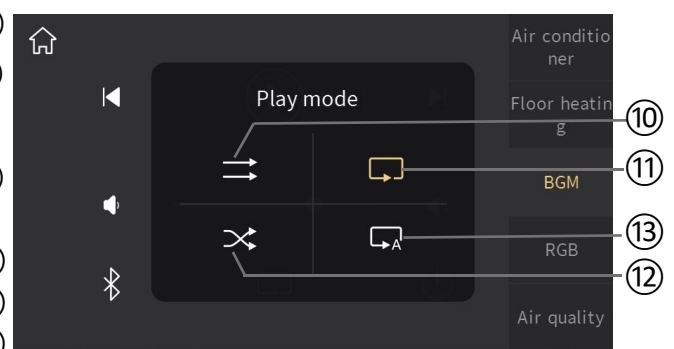 Air conditio
ner
Play mode
Floor heatin
g
⑩
⑪
BGM
A
RGB
⑬
⑫
Air quality